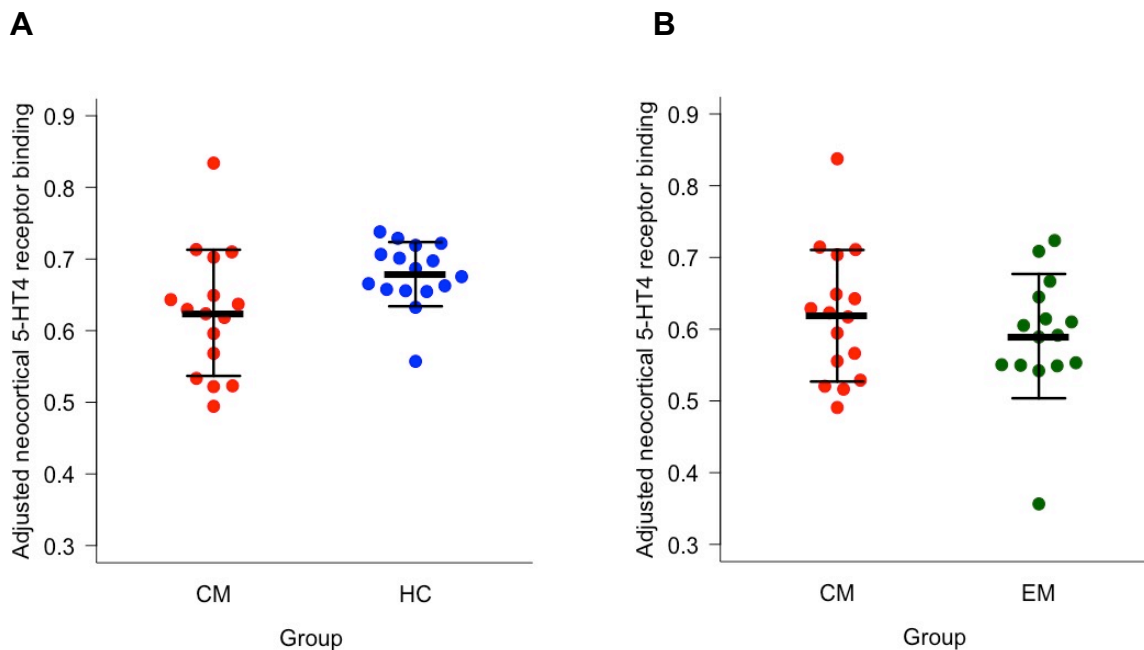 A
Adjusted neocortical 5-HT4 receptor binding
0.9
0.8
0.7
0.6
0.5
0.4
0.3
CM HC
Group
B
Adjusted neocortical 5-HT4 receptor binding
0.9
0.8
0.7
0.6
0.5
0.4
0.3
CM EM
Group